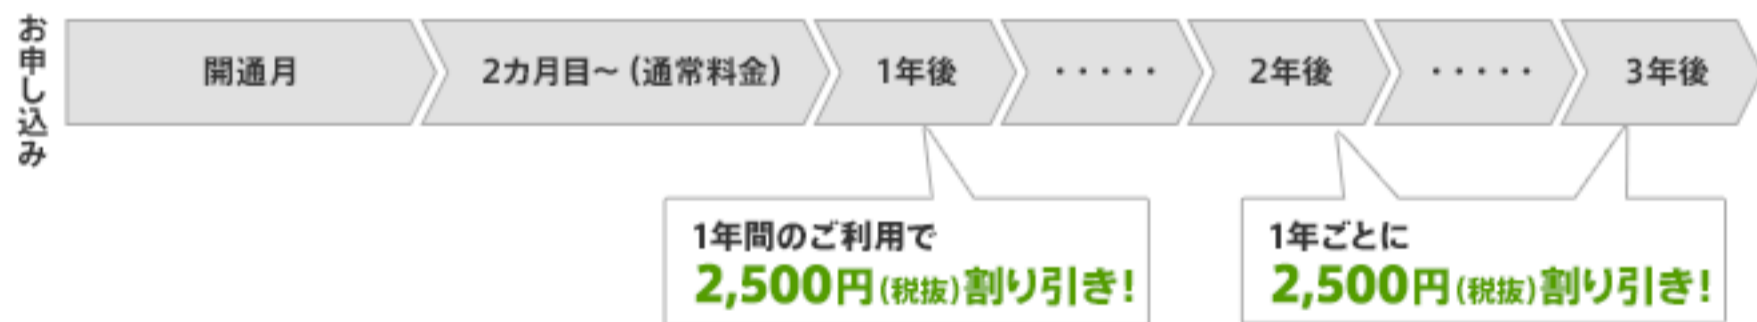 お申し込み
開通月
2カ月目～（通常料金）
1年後
・・・・・
2年後
・・・・・
3年後
1年間のご利用で
2,500円（税抜）割り引き！
1年ごとに
2,500円（税抜）割り引き！